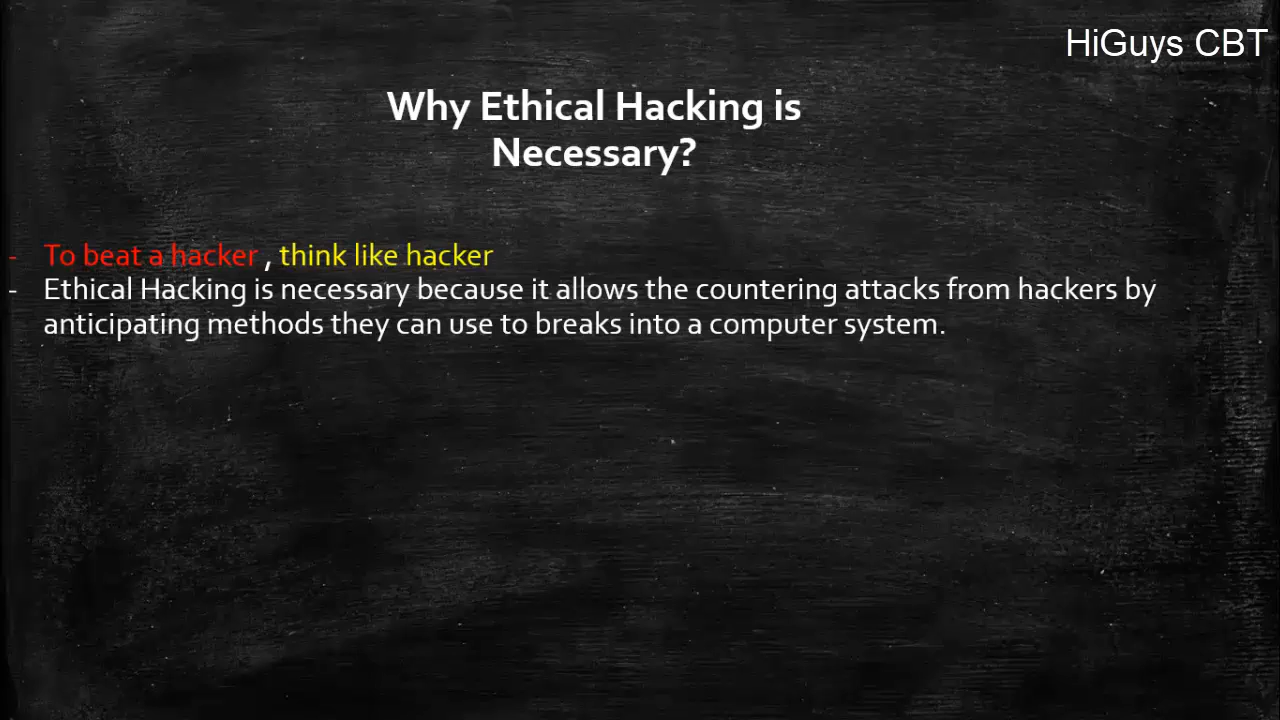 HiGuys CBT
Why Ethical Hacking is
Necessary?
- To beat a hacker , think like hacker
- Ethical Hacking is necessary because it allows the countering attacks from hackers by
anticipating methods they can use to breaks into a computer system.